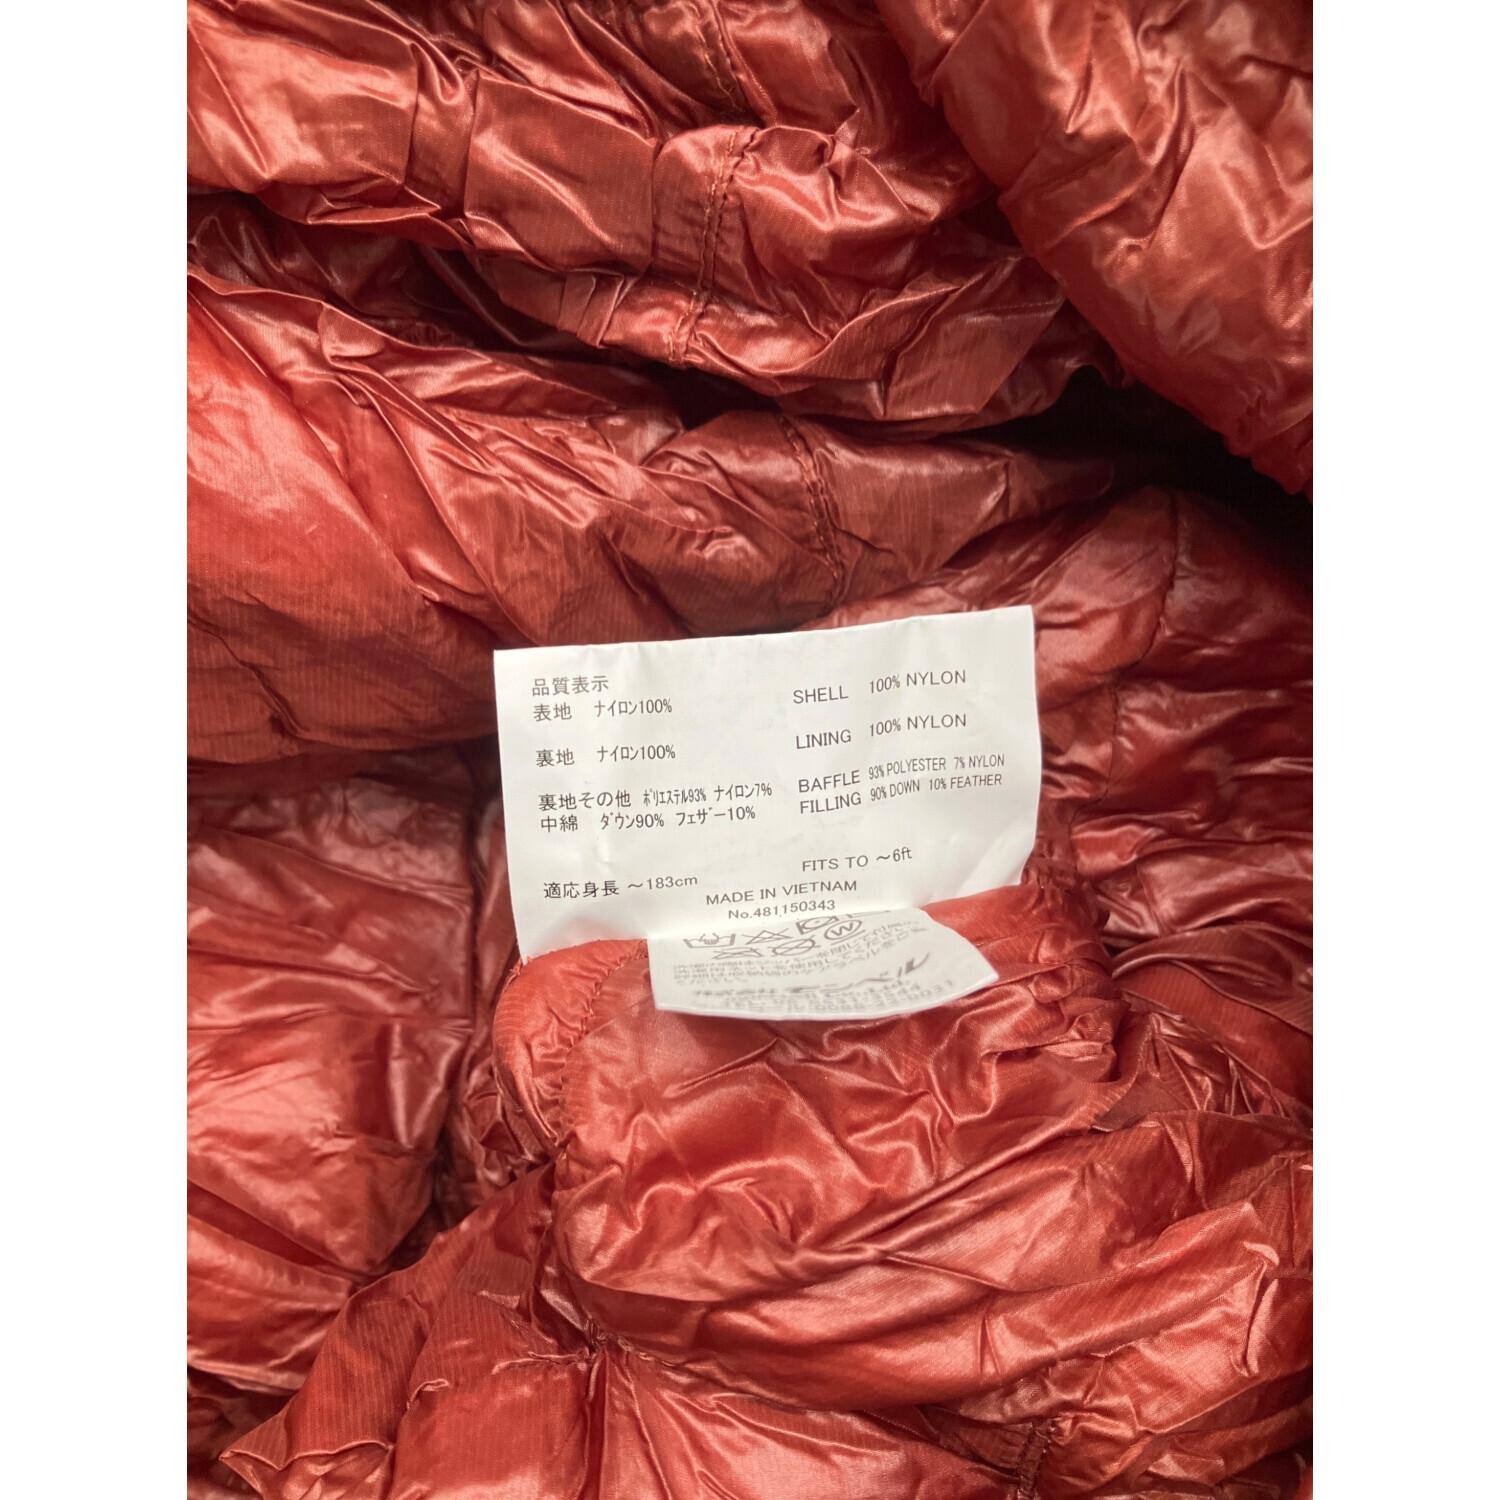 品質表示
表地 ナイロン100%
裏地 ナイロン100%
裏地その他 ポリエステル93% ナイロン7%
中綿 ダウン90% フェザー10%
適応身長 ～183cm
SHELL 100% NYLON
LINING 100% NYLON
BAFFLE 93% POLYESTER 7% NYLON
FILLING 90% DOWN 10% FEATHER
FITS TO ～6ft
MADE IN VIETNAM
No.481150343